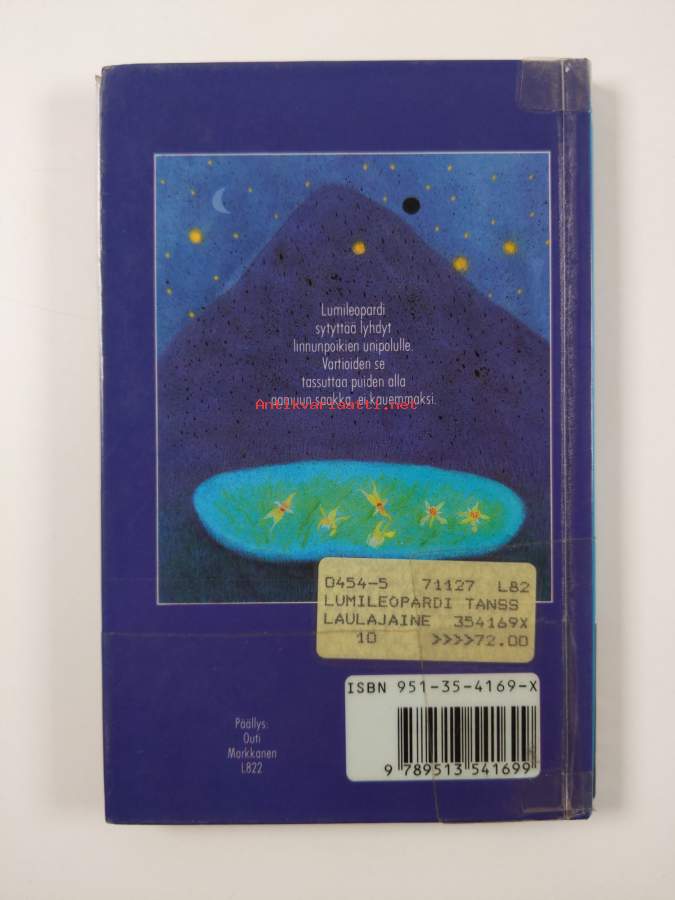 Lumileopardi
sytyttää lyhdyt
linnunpoikien unipolulle.
Vartioiden se
tassuttaa puiden alla
aamuun saakka, ei kauemmaksi.
Antikvariaatti.net
0454-5 71127 L82
LUMILEOPARDI TANSS
LAULAJAINE 354169X
10 >>>>72.00
ISBN 951-35-4169-X
9 789513 541699
Päällys:
Outi
Markkanen
L822